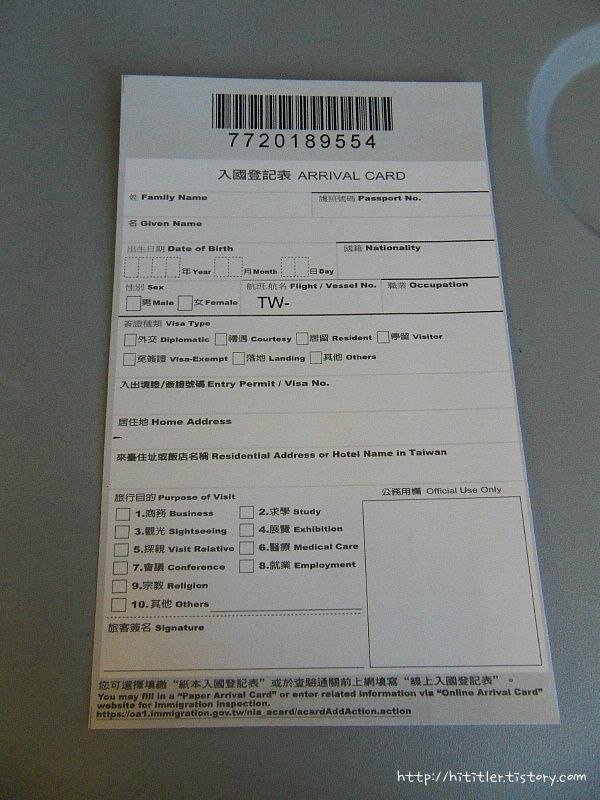 7720189554
入國登記表 ARRIVAL CARD
姓 Family Name
護照號碼 Passport No.
名 Given Name
出生日期 Date of Birth
國籍 Nationality
年 Year 月 Month 日 Day
性別 Sex
航班.航名 Flight / Vessel No.
職業 Occupation
男 Male 女 Female
TW-
簽證種類 Visa Type
外交 Diplomatic 禮遇 Courtesy 居留 Resident 停留 Visitor
免簽證 Visa-Exempt 落地 Landing 其他 Others
入出境證/簽證號碼 Entry Permit / Visa No.
居住地 Home Address
來臺住址或飯店名稱 Residential Address or Hotel Name in Taiwan
旅行目的 Purpose of Visit
公務用欄 Official Use Only
1.商務 Business 2.求學 Study
3.觀光 Sightseeing 4.展覽 Exhibition
5.探親 Visit Relative 6.醫療 Medical Care
7.會議 Conference 8.就業 Employment
9.宗教 Religion
10.其他 Others
旅客簽名 Signature
您可選擇填繳“紙本入國登記表”或於查驗通關前上網填寫“線上入國登記表”。
You may fill in a “Paper Arrival Card” or enter related information via “Online Arrival Card”
website for immigration inspection.
https://oa1.immigration.gov.tw/nia_acard/acardAddAction.action
http://hititler.tistory.com